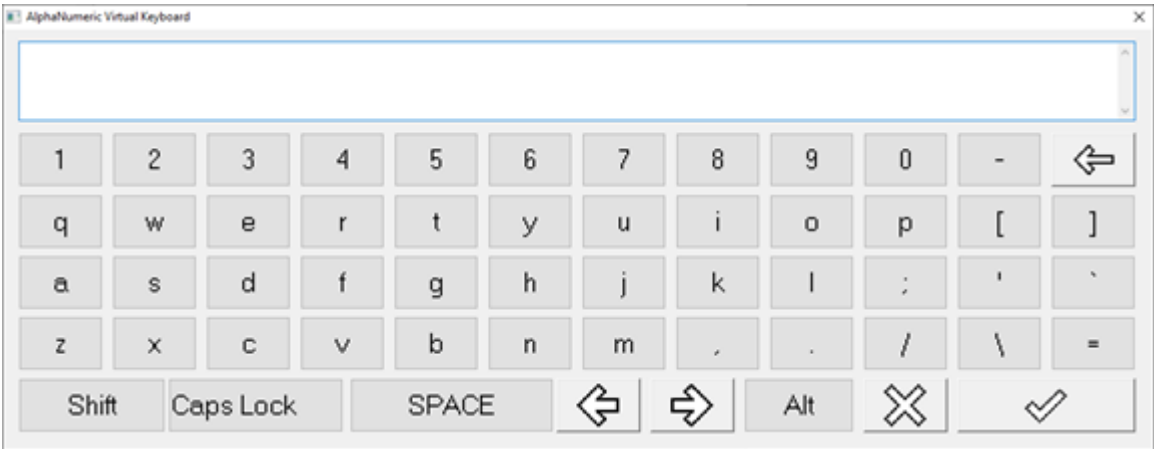 AlphaNumeric Virtual Keyboard
1 2 3 4 5 6 7 8 9 0 -
q w e r t y u i o p [ ]
a s d f g h j k l ; ' `
z x c v b n m , . / \ =
Shift Caps Lock SPACE Alt